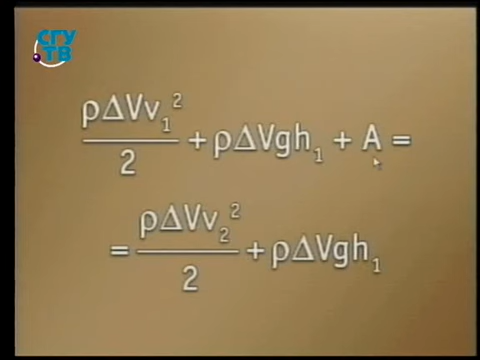 СГУ
ТВ
ρΔVv₁²/2 + ρΔVgh₁ + A =
= ρΔVv₂²/2 + ρΔVgh₁